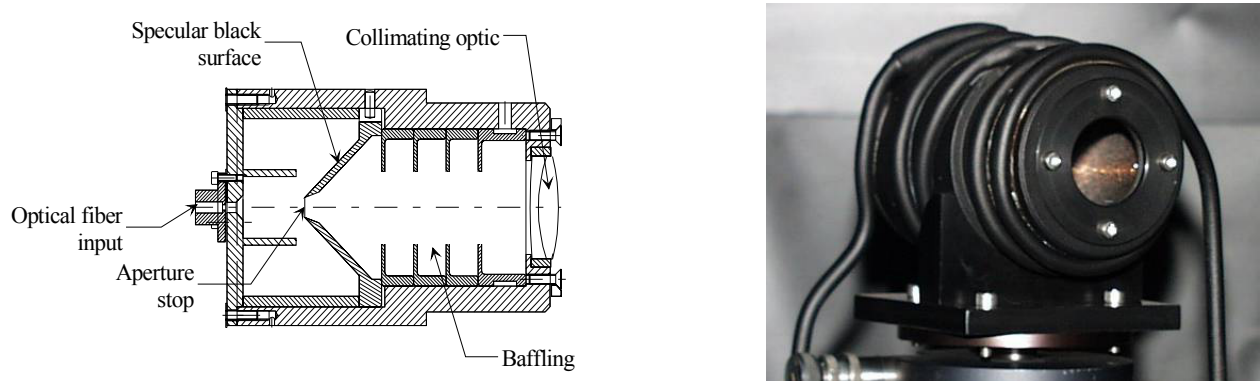 Specular black
surface
Collimating optic
Optical fiber
input
Aperture
stop
Baffling